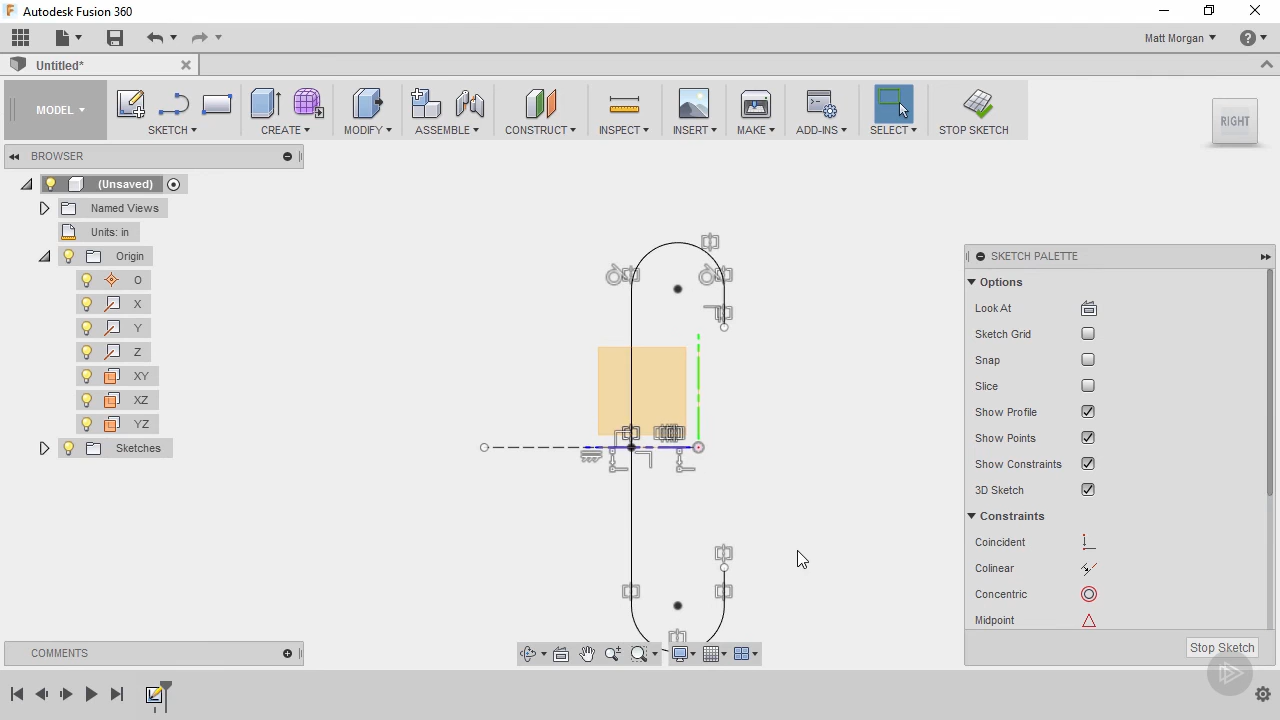 Autodesk Fusion 360
Matt Morgan
Untitled*
MODEL
SKETCH
CREATE
MODIFY
ASSEMBLE
CONSTRUCT
INSPECT
INSERT
MAKE
ADD-INS
SELECT
STOP SKETCH
RIGHT
BROWSER
(Unsaved)
Named Views
Units: in
Origin
O
X
Y
Z
XY
XZ
YZ
Sketches
SKETCH PALETTE
Options
Look At
Sketch Grid
Snap
Slice
Show Profile
Show Points
Show Constraints
3D Sketch
Constraints
Coincident
Colinear
Concentric
Midpoint
Stop Sketch
COMMENTS